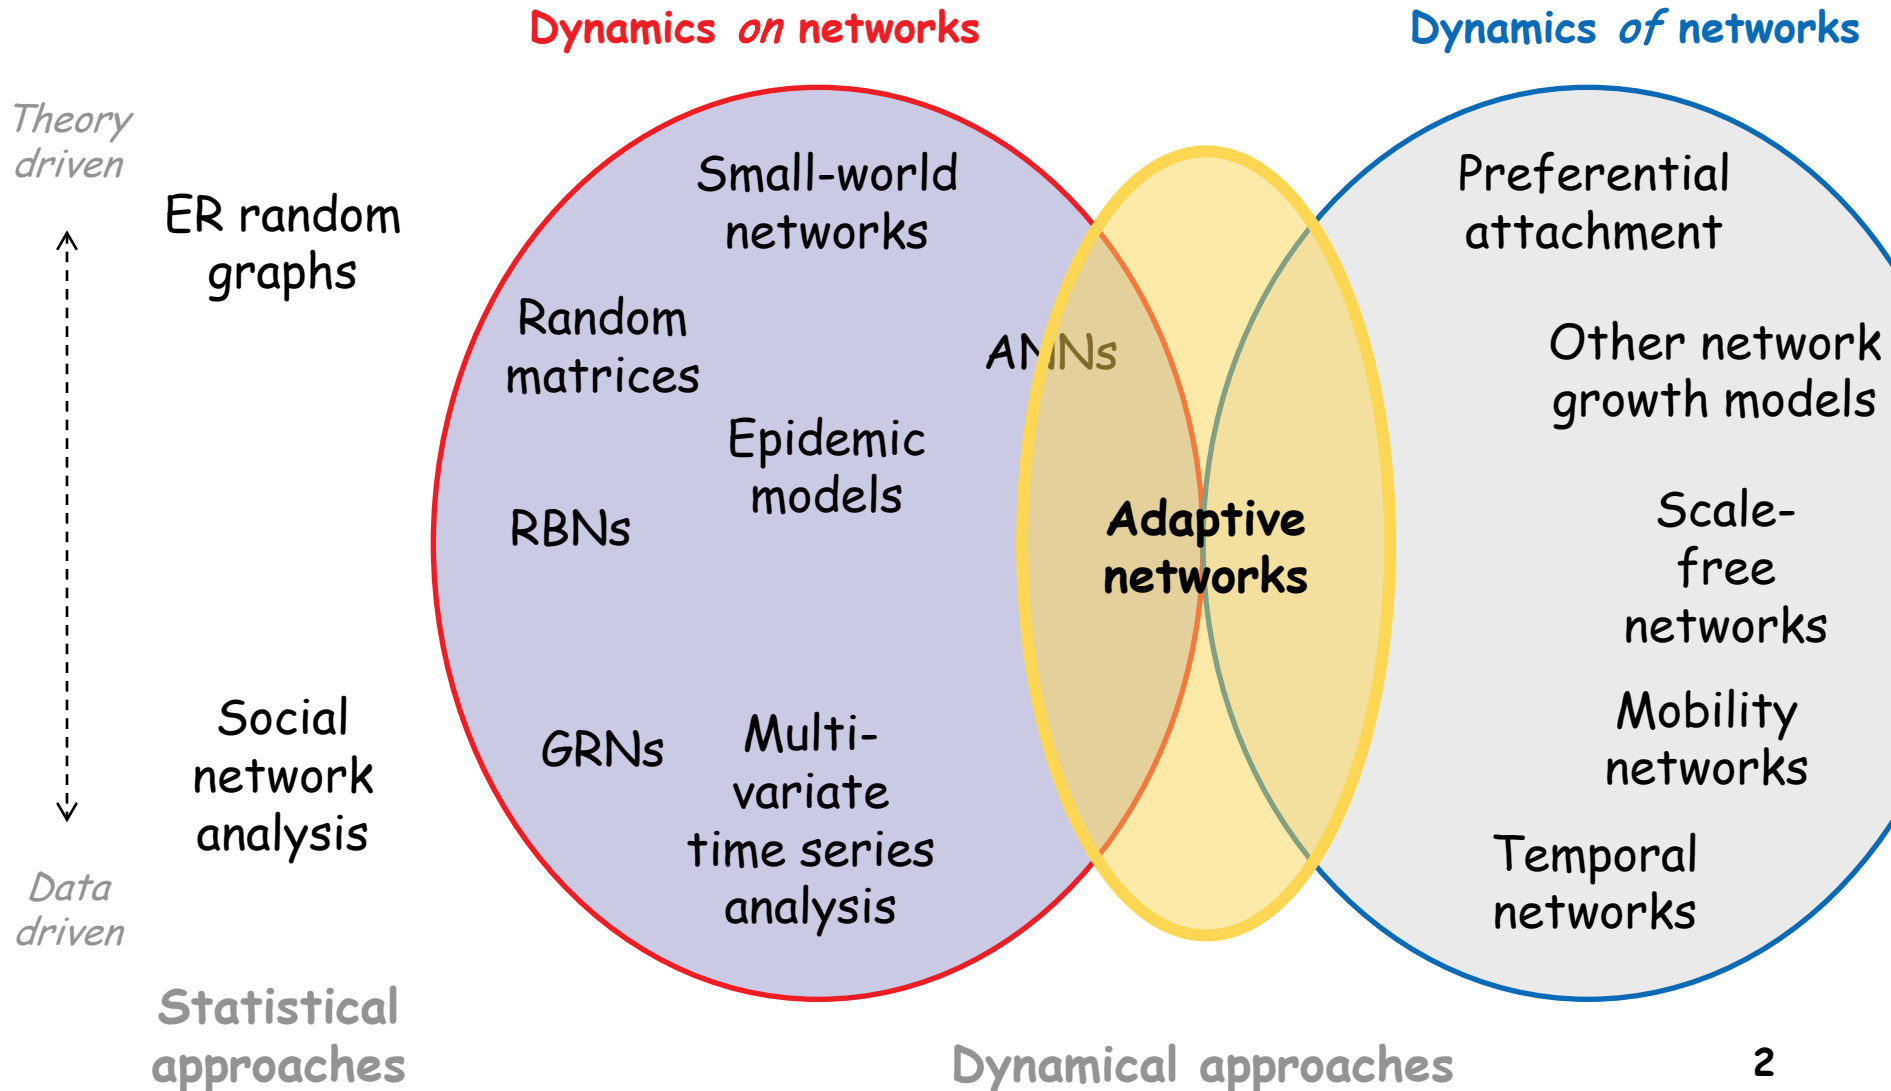 Dynamics on networks
Dynamics of networks
Theory
driven
ER random
graphs
Small-world
networks
Random
matrices
ANNs
Epidemic
models
RBNs
Adaptive
networks
Preferential
attachment
Other network
growth models
Scale-
free
networks
Mobility
networks
Temporal
networks
Social
network
analysis
GRNs
Multi-
variate
time series
analysis
Data
driven
Statistical
approaches
Dynamical approaches
2